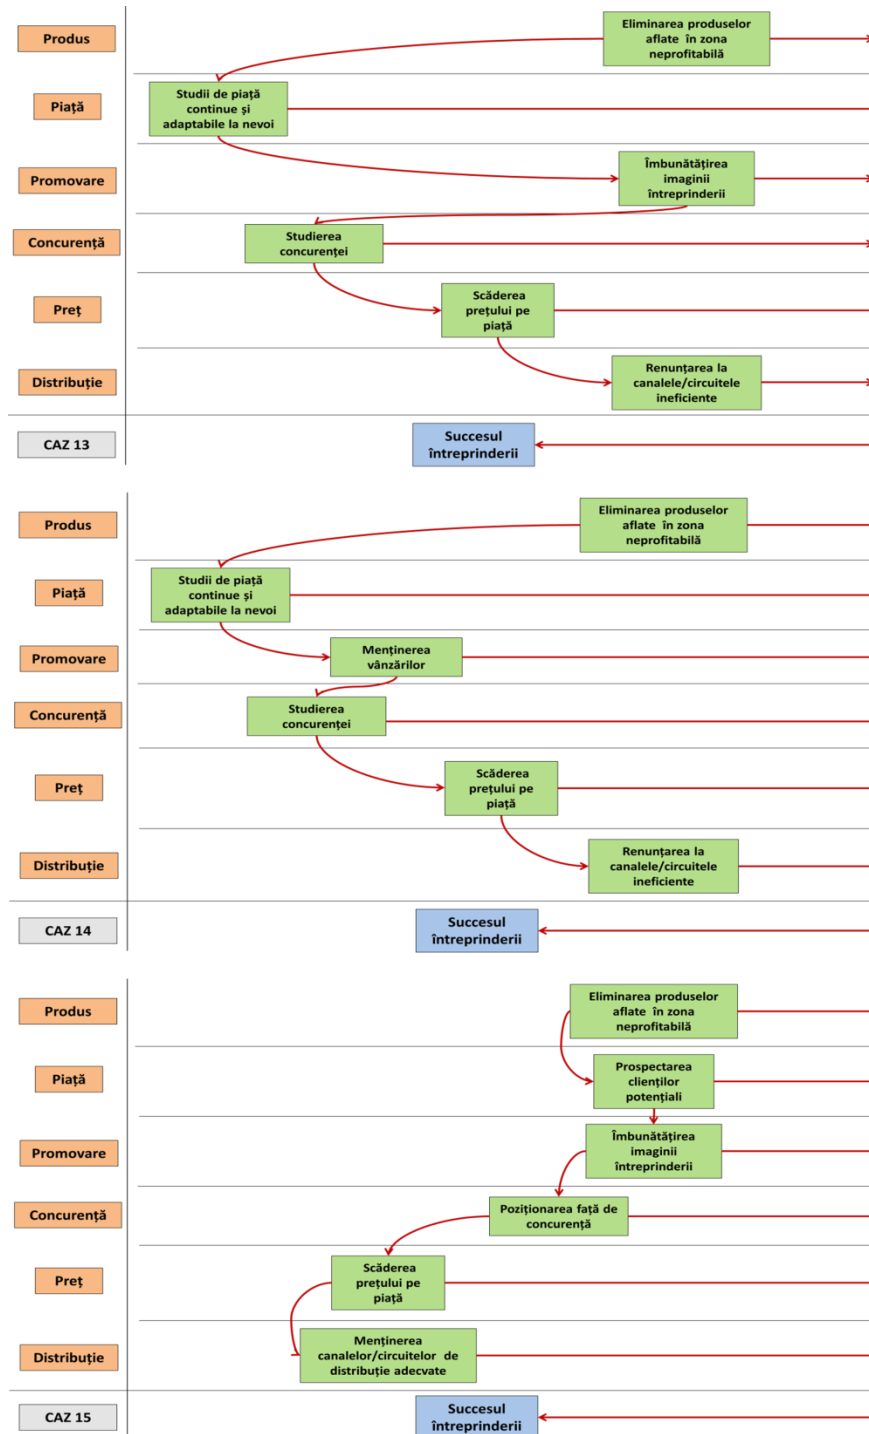 Produs
Eliminarea produselor
aflate în zona
neprofitabilă
Piață
Studii de piață
continue și
adaptabile la nevoi
Promovare
Îmbunătățirea
imaginii
întreprinderii
Concurență
Studierea
concurenței
Preț
Scăderea
prețului pe
piață
Distribuție
Renunțarea la
canalele/circuitele
ineficiente
CAZ 13
Succesul
întreprinderii
Produs
Eliminarea produselor
aflate în zona
neprofitabilă
Piață
Studii de piață
continue și
adaptabile la nevoi
Promovare
Menținerea
vânzărilor
Concurență
Studierea
concurenței
Preț
Scăderea
prețului pe
piață
Distribuție
Renunțarea la
canalele/circuitele
ineficiente
CAZ 14
Succesul
întreprinderii
Produs
Eliminarea produselor
aflate în zona
neprofitabilă
Piață
Prospectarea
clienților
potențiali
Promovare
Îmbunătățirea
imaginii
întreprinderii
Concurență
Poziționarea față de
concurență
Preț
Scăderea
prețului pe
piață
Distribuție
Menținerea
canalelor/circuitelor de
distribuție adecvate
CAZ 15
Succesul
întreprinderii